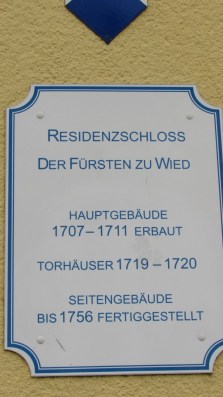 RESIDENZSCHLOSS
DER FÜRSTEN ZU WIED
HAUPTGEBÄUDE
1707 – 1711 ERBAUT
TORHÄUSER 1719 – 1720
SEITENGEBÄUDE
BIS 1756 FERTIGGESTELLT